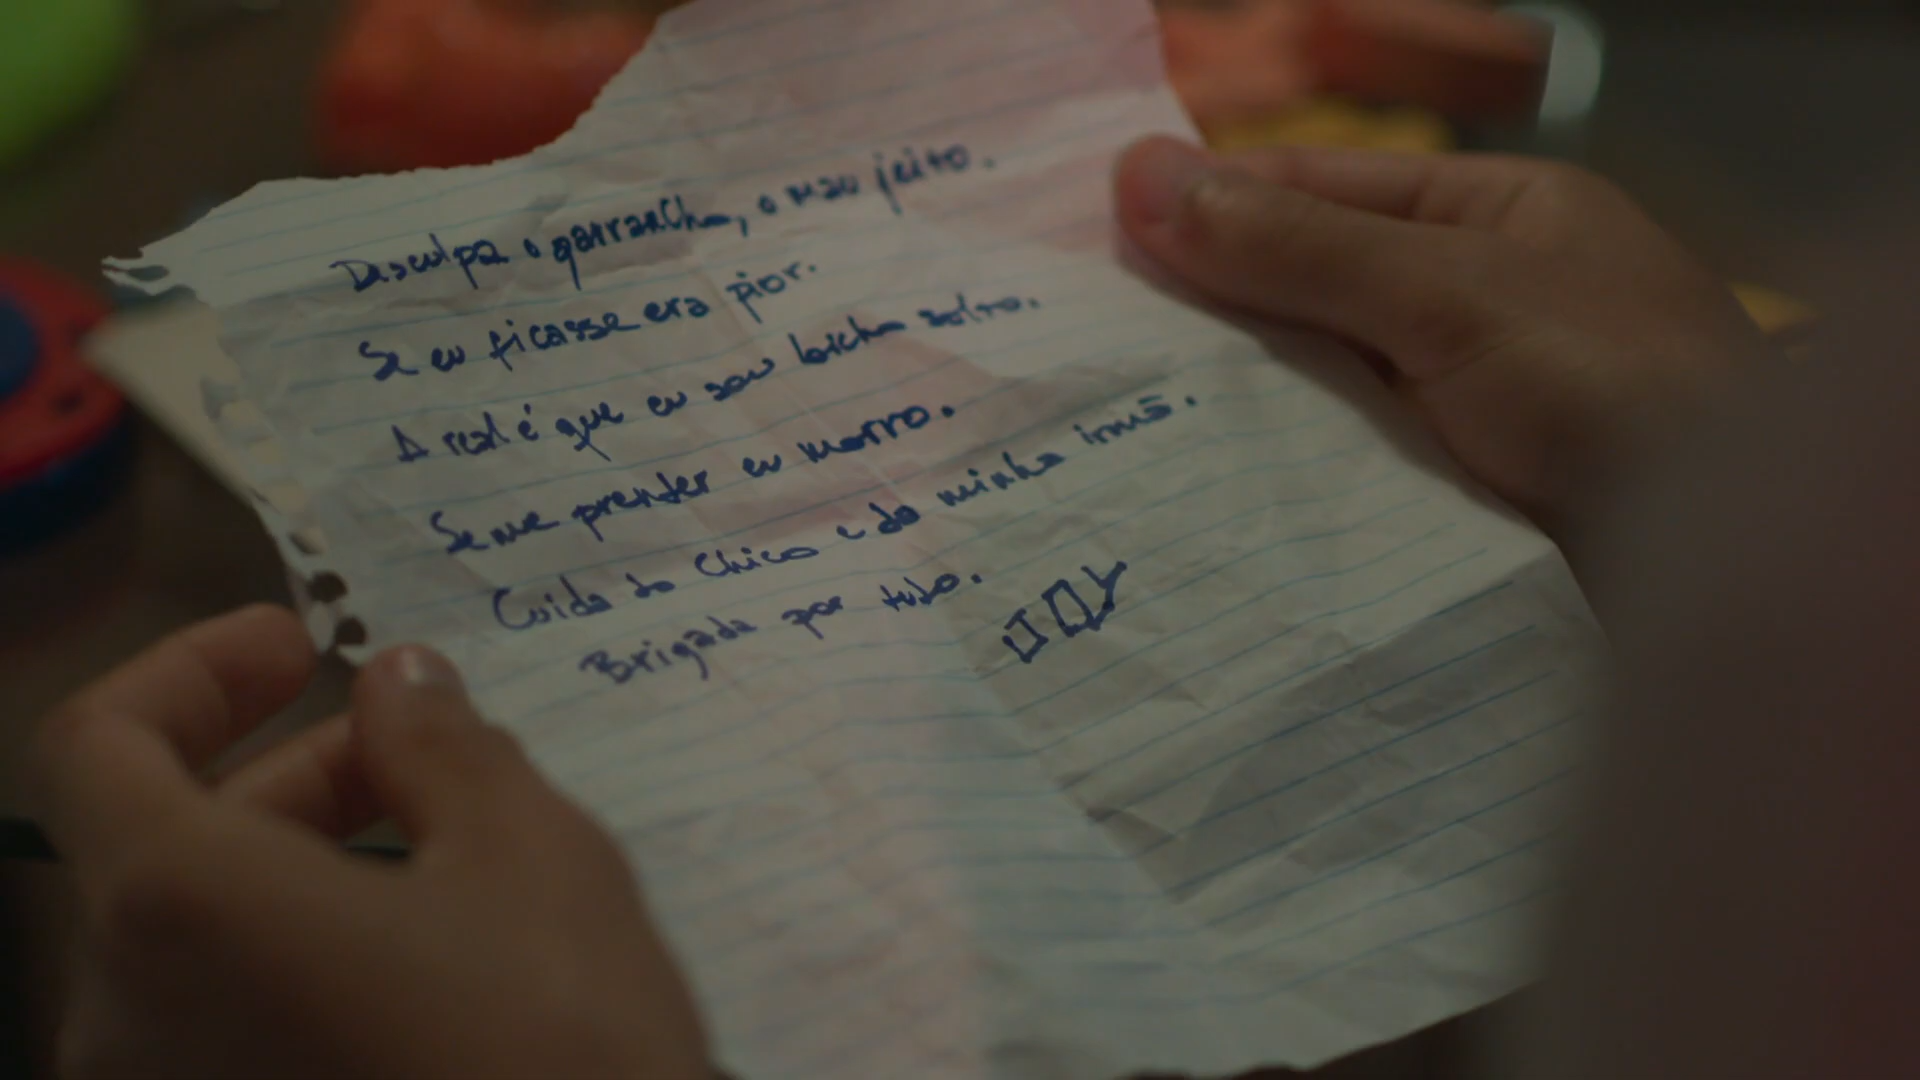 Desculpa o garrancho, o mau jeito.
Se eu ficasse era pior.
A real é que eu sou bicho solto.
Se me prender eu morro.
Cuida do Chico e da minha irmã.
Brigada por tudo.
JOY